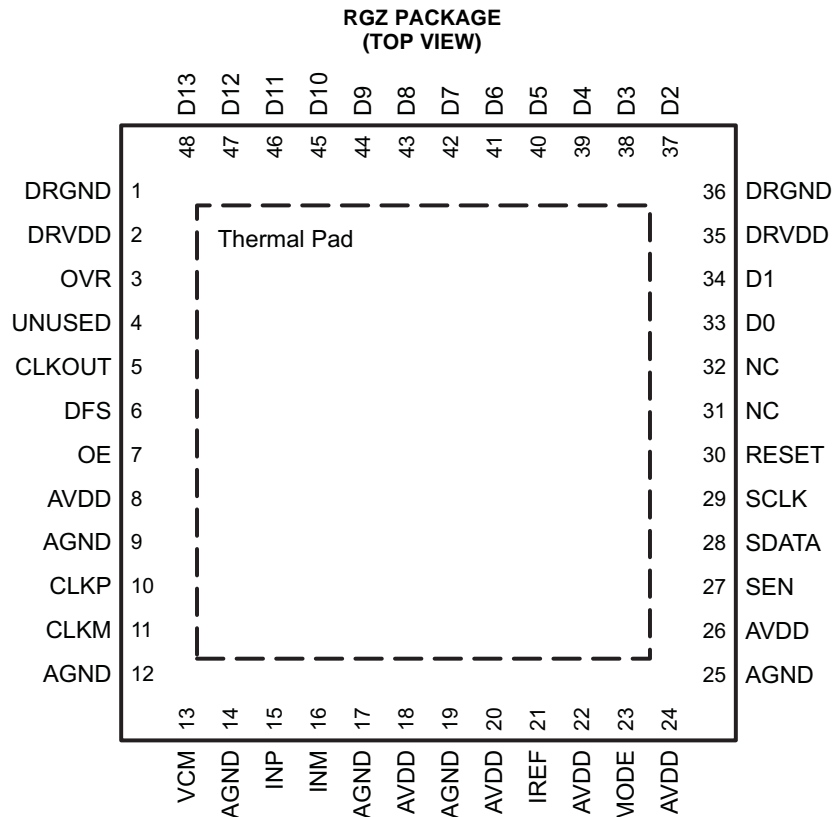 RGZ PACKAGE
(TOP VIEW)
D13 D12 D11 D10 D9 D8 D7 D6 D5 D4 D3 D2
48 47 46 45 44 43 42 41 40 39 38 37
DRGND 1 36 DRGND
DRVDD 2 Thermal Pad 35 DRVDD
OVR 3 34 D1
UNUSED 4 33 D0
CLKOUT 5 32 NC
DFS 6 31 NC
OE 7 30 RESET
AVDD 8 29 SCLK
AGND 9 28 SDATA
CLKP 10 27 SEN
CLKM 11 26 AVDD
AGND 12 25 AGND
13 14 15 16 17 18 19 20 21 22 23 24
VCM AGND INP INM AGND AVDD AGND AVDD IREF AVDD MODE AVDD